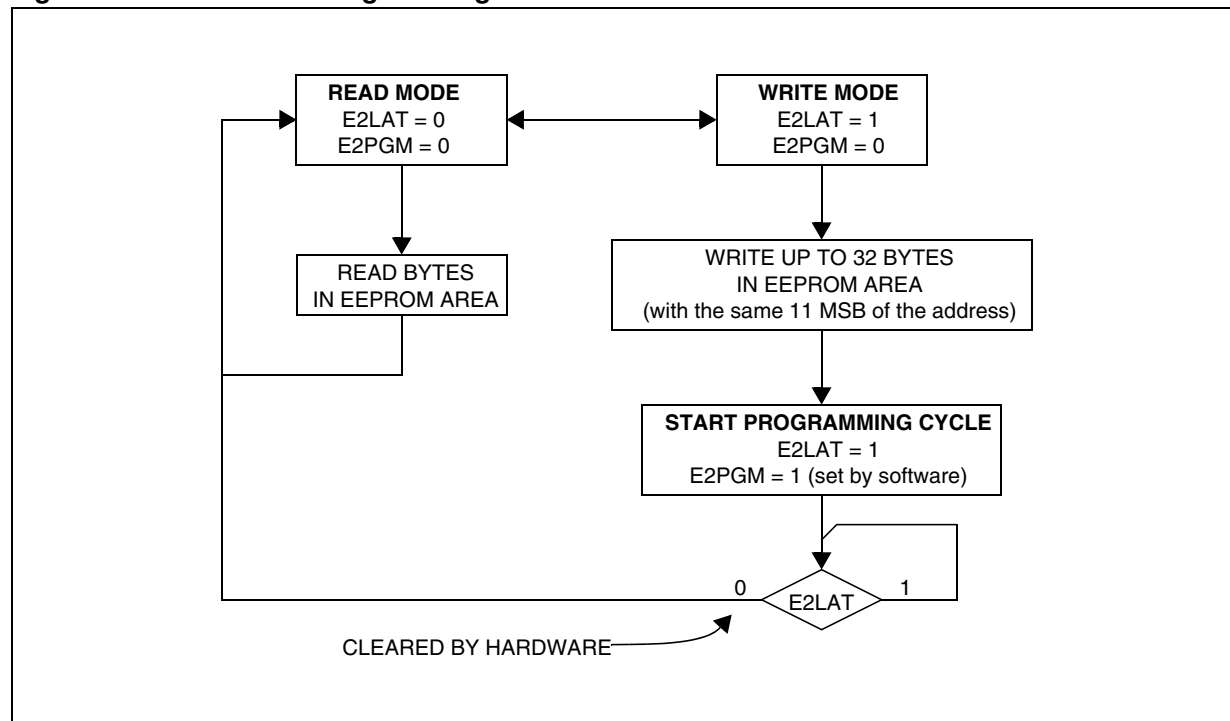 READ MODE
E2LAT = 0
E2PGM = 0
WRITE MODE
E2LAT = 1
E2PGM = 0
READ BYTES
IN EEPROM AREA
WRITE UP TO 32 BYTES
IN EEPROM AREA
(with the same 11 MSB of the address)
START PROGRAMMING CYCLE
E2LAT = 1
E2PGM = 1 (set by software)
0
E2LAT
1
CLEARED BY HARDWARE